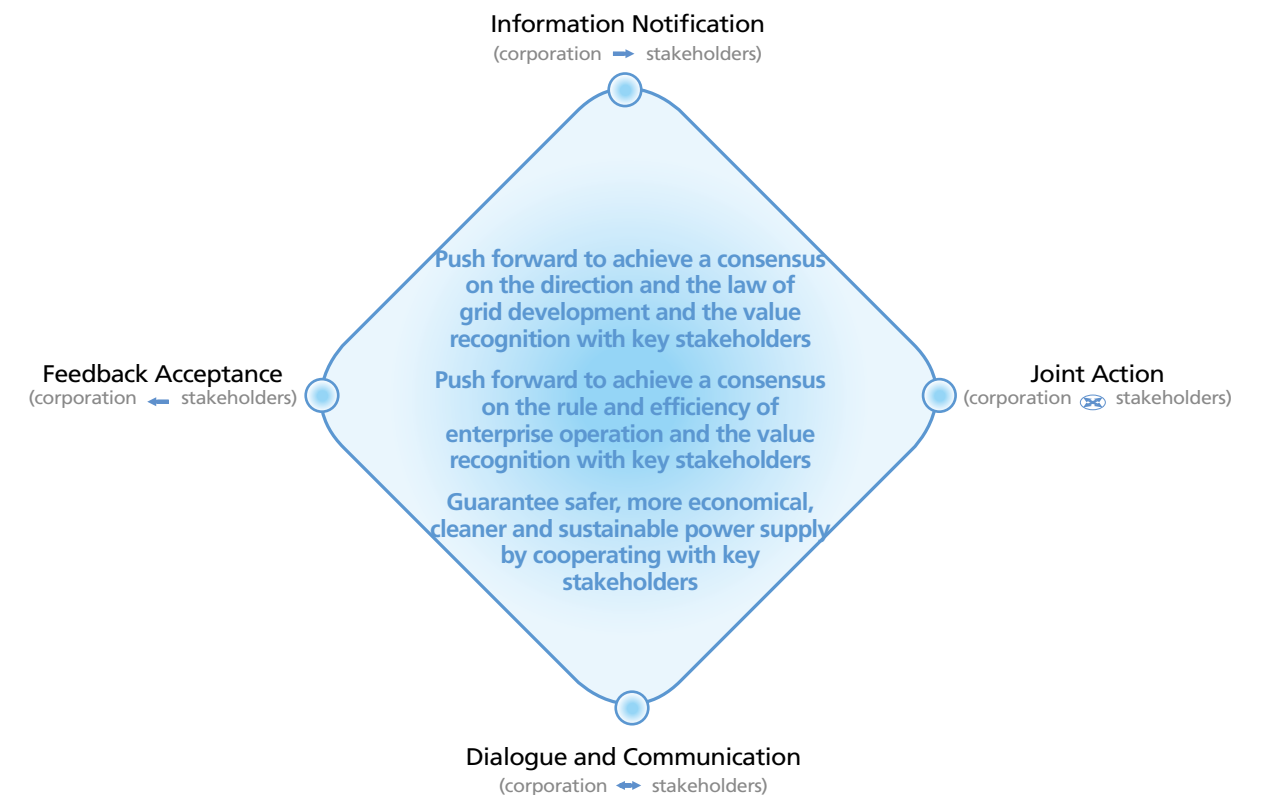 Information Notification
(corporation → stakeholders)
Push forward to achieve a consensus
on the direction and the law of
grid development and the value
recognition with key stakeholders
Feedback Acceptance
(corporation ← stakeholders)
Push forward to achieve a consensus
on the rule and efficiency of
enterprise operation and the value
recognition with key stakeholders
Joint Action
(corporation stakeholders)
Guarantee safer, more economical,
cleaner and sustainable power supply
by cooperating with key
stakeholders
Dialogue and Communication
(corporation ↔ stakeholders)